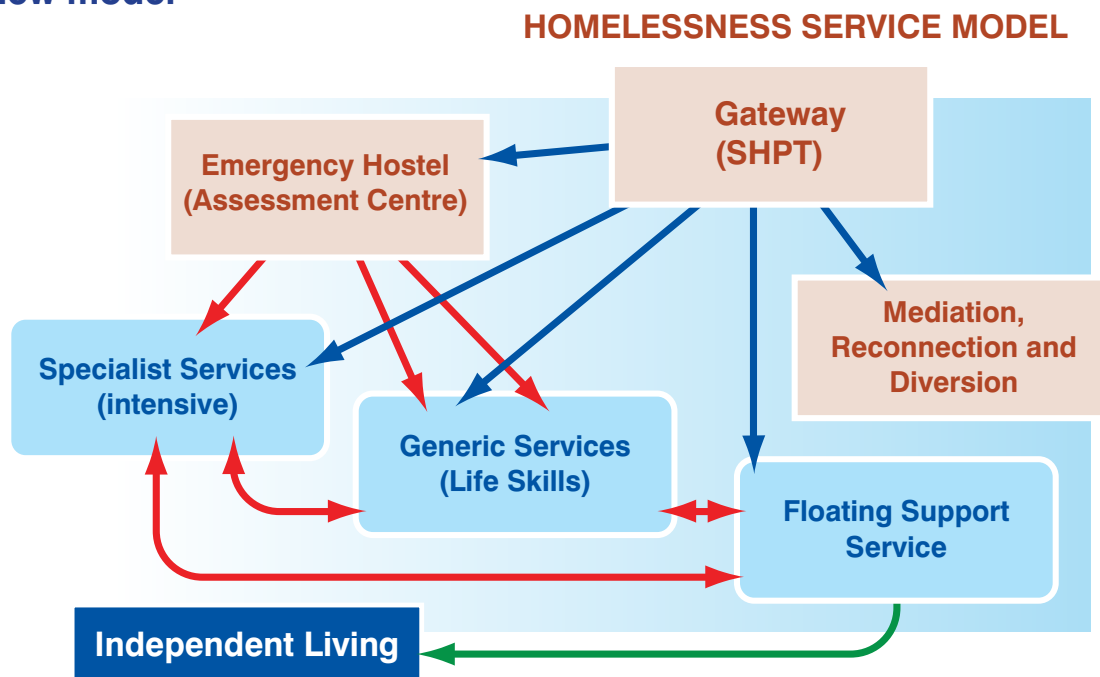 HOMELESSNESS SERVICE MODEL
Gateway
(SHPT)
Emergency Hostel
(Assessment Centre)
Mediation,
Reconnection and
Diversion
Specialist Services
(intensive)
Generic Services
(Life Skills)
Floating Support
Service
Independent Living